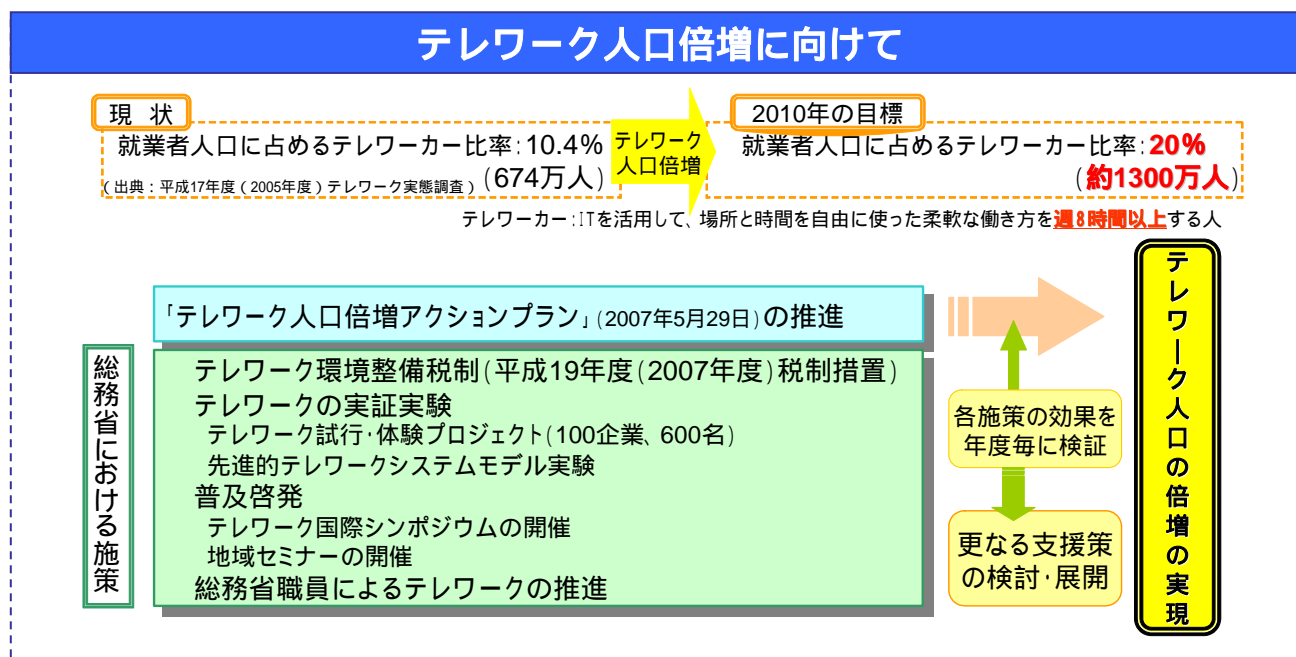 テレワーク人口倍増に向けて
現 状
就業者人口に占めるテレワーカー比率:10.4%
(出典:平成17年度(2005年度)テレワーク実態調査)(674万人)
テレワーク
人口倍増
2010年の目標
就業者人口に占めるテレワーカー比率:20%
(約1300万人)
テレワーカー:ITを活用して、場所と時間を自由に使った柔軟な働き方を週8時間以上する人
「テレワーク人口倍増アクションプラン」(2007年5月29日)の推進
総務省における施策
テレワーク環境整備税制(平成19年度(2007年度)税制措置)
テレワークの実証実験
テレワーク試行・体験プロジェクト(100企業、600名)
先進的テレワークシステムモデル実験
普及啓発
テレワーク国際シンポジウムの開催
地域セミナーの開催
総務省職員によるテレワークの推進
各施策の効果を
年度毎に検証
更なる支援策
の検討・展開
テレワーク人口の倍増の実現